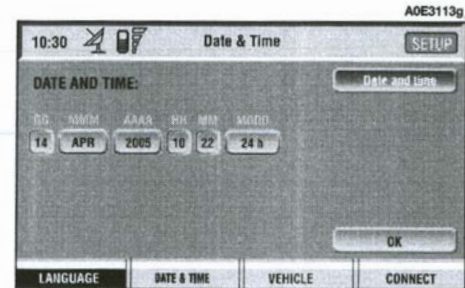 A0E3113g
10:30 Date & Time SETUP
DATE AND TIME: Date and time
GG MMM AAAA HH MM MODO
14 APR 2005 10 22 24 h
OK
LANGUAGE DATE & TIME VEHICLE CONNECT